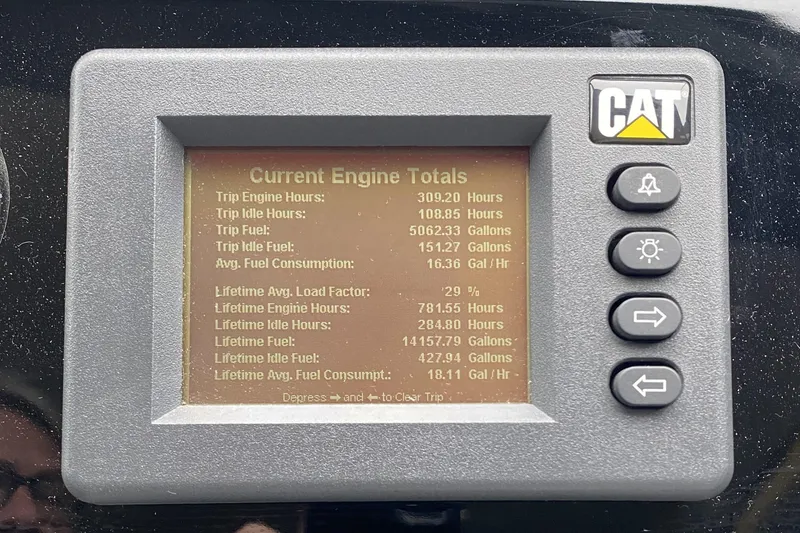 CAT
Current Engine Totals
Trip Engine Hours: 309.20 Hours
Trip Idle Hours: 108.85 Hours
Trip Fuel: 5062.33 Gallons
Trip Idle Fuel: 151.27 Gallons
Avg. Fuel Consumption: 16.36 Gal/Hr
Lifetime Avg. Load Factor: 29 %
Lifetime Engine Hours: 781.55 Hours
Lifetime Idle Hours: 284.80 Hours
Lifetime Fuel: 14157.79 Gallons
Lifetime Idle Fuel: 427.94 Gallons
Lifetime Avg. Fuel Consumpt.: 18.11 Gal/Hr
Depress ➡ and ⬅ to Clear Trip